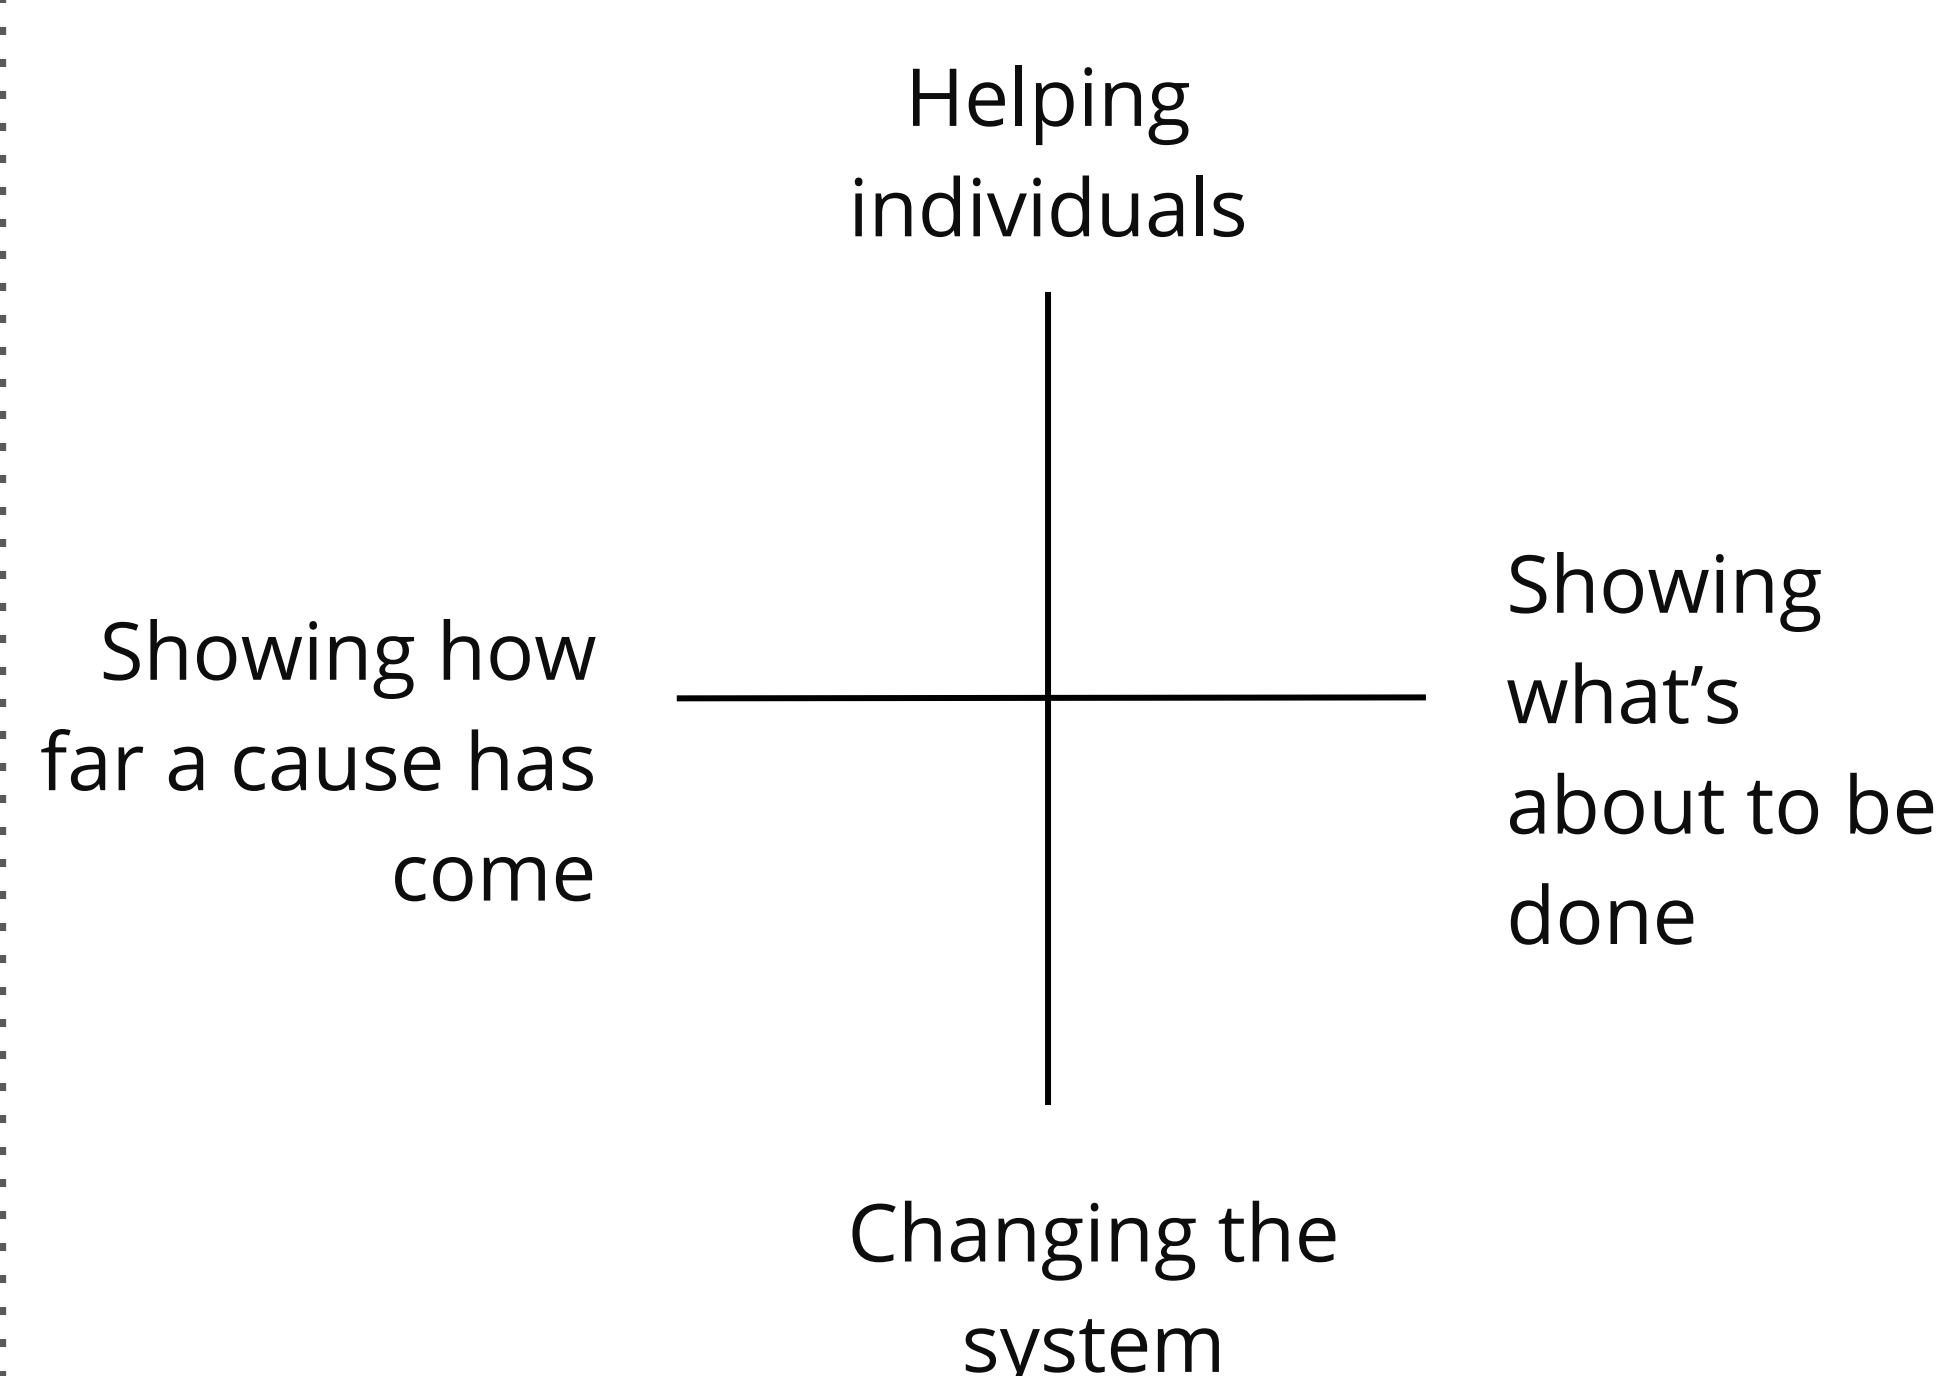 Helping
individuals
Showing how
far a cause has
come
Showing
what’s
about to be
done
Changing the
system